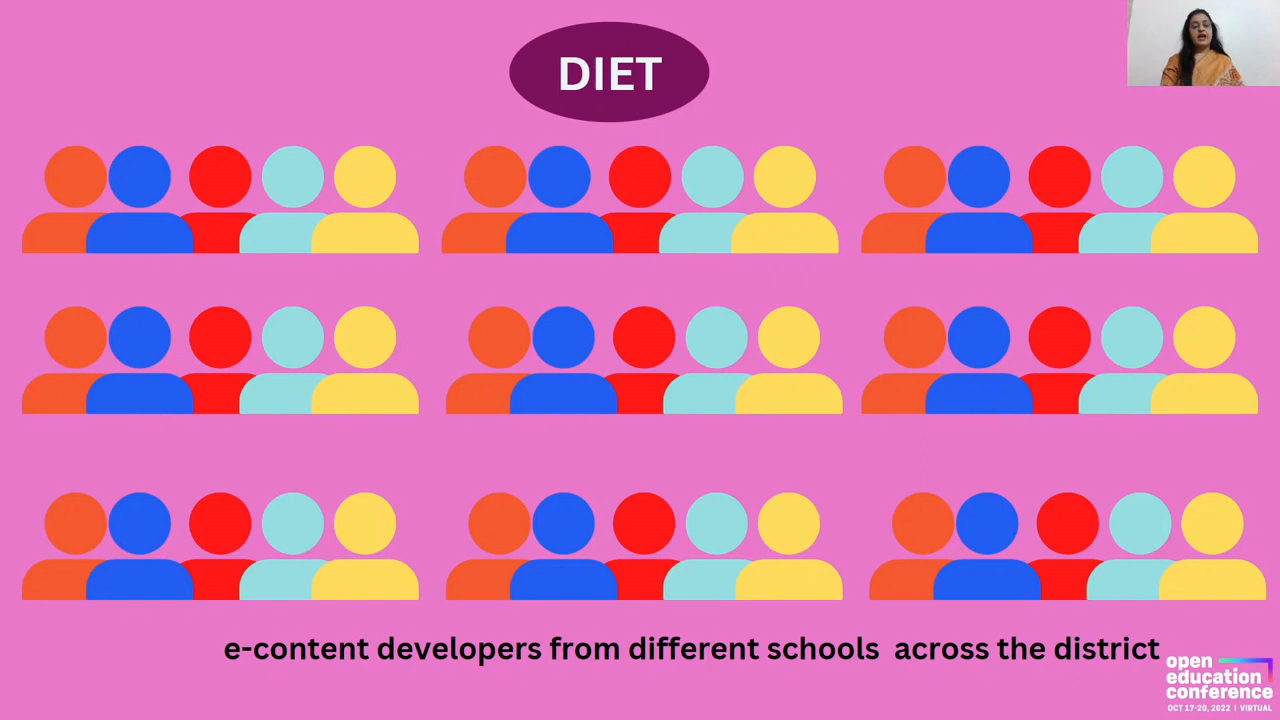 DIET
e-content developers from different schools  across the district
open
education
conference
OCT 17-20, 2022 | VIRTUAL